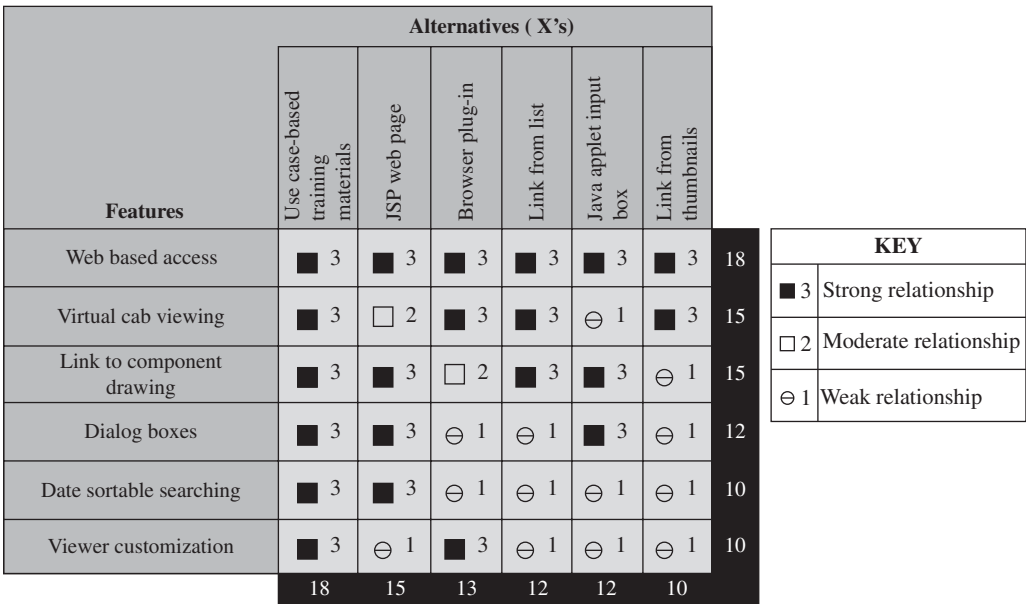 Alternatives ( X's)
Features
Use case-based
training
materials
JSP web page
Browser plug-in
Link from list
Java applet input
box
Link from
thumbnails
Web based access 3 3 3 3 3 3 18
Virtual cab viewing 3 2 3 3 1 3 15
Link to component
drawing 3 3 2 3 3 1 15
Dialog boxes 3 3 1 1 3 1 12
Date sortable searching 3 3 1 1 1 1 10
Viewer customization 3 1 3 1 1 1 10
18 15 13 12 12 10
KEY
3 Strong relationship
2 Moderate relationship
1 Weak relationship